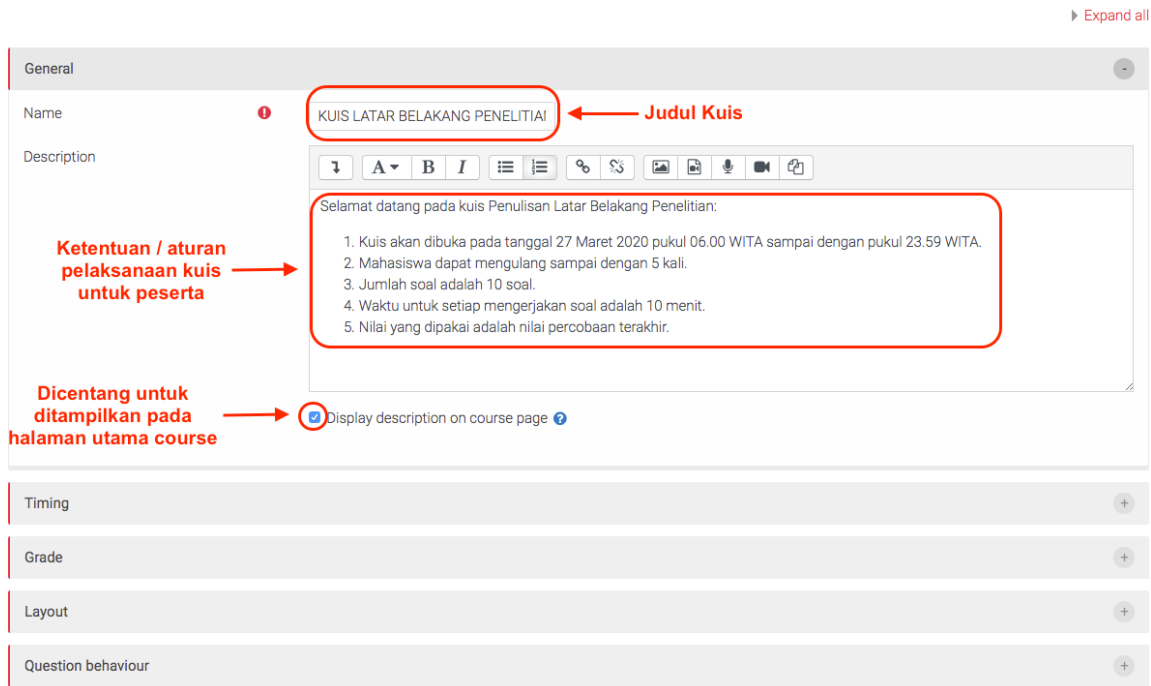 Expand all
General
Name
KUIS LATAR BELAKANG PENELITIAN
Judul Kuis
Description
A B I
Selamat datang pada kuis Penulisan Latar Belakang Penelitian:
1. Kuis akan dibuka pada tanggal 27 Maret 2020 pukul 06.00 WITA sampai dengan pukul 23.59 WITA.
2. Mahasiswa dapat mengulang sampai dengan 5 kali.
3. Jumlah soal adalah 10 soal.
4. Waktu untuk setiap mengerjakan soal adalah 10 menit.
5. Nilai yang dipakai adalah nilai percobaan terakhir.
Ketentuan / aturan
pelaksanaan kuis
untuk peserta
Dicentang untuk
ditampilkan pada
halaman utama course
Display description on course page
Timing
Grade
Layout
Question behaviour